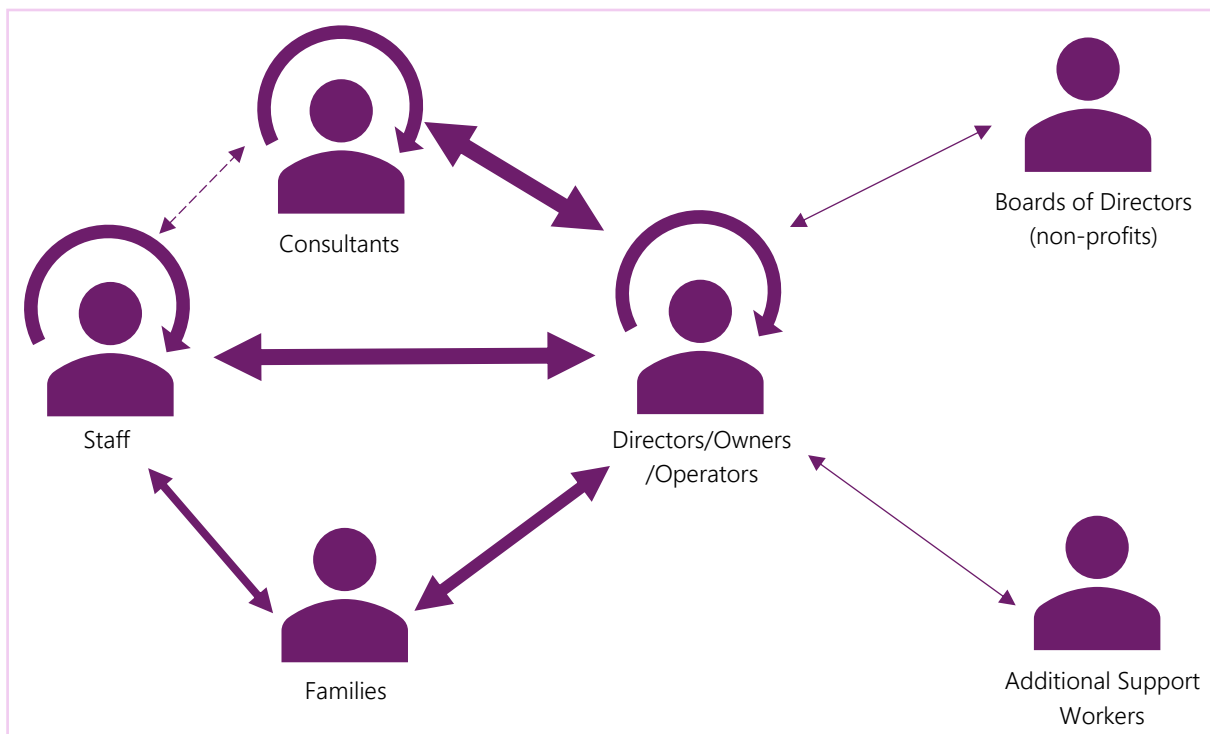 Consultants
Boards of Directors
(non-profits)
Staff
Directors/Owners
/Operators
Families
Additional Support
Workers